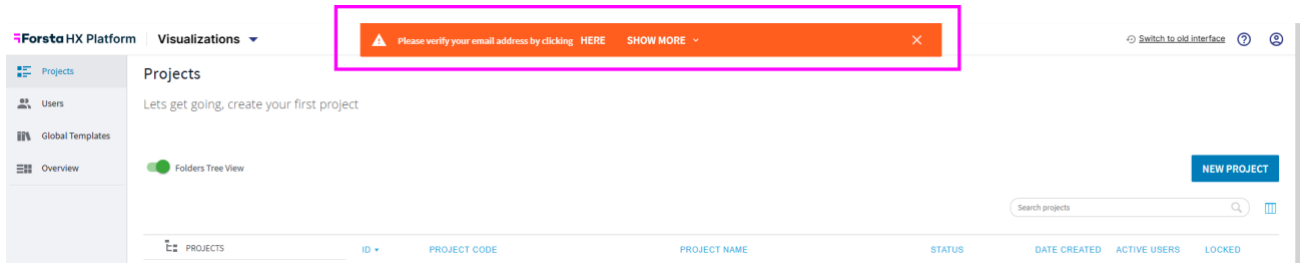 Forsta HX Platform Visualizations
Please verify your email address by clicking HERE SHOW MORE
Switch to old interface
Projects
Users
Global Templates
Overview
Projects
Lets get going, create your first project
Folders Tree View
NEW PROJECT
Search projects
PROJECTS
ID PROJECT CODE PROJECT NAME STATUS DATE CREATED ACTIVE USERS LOCKED